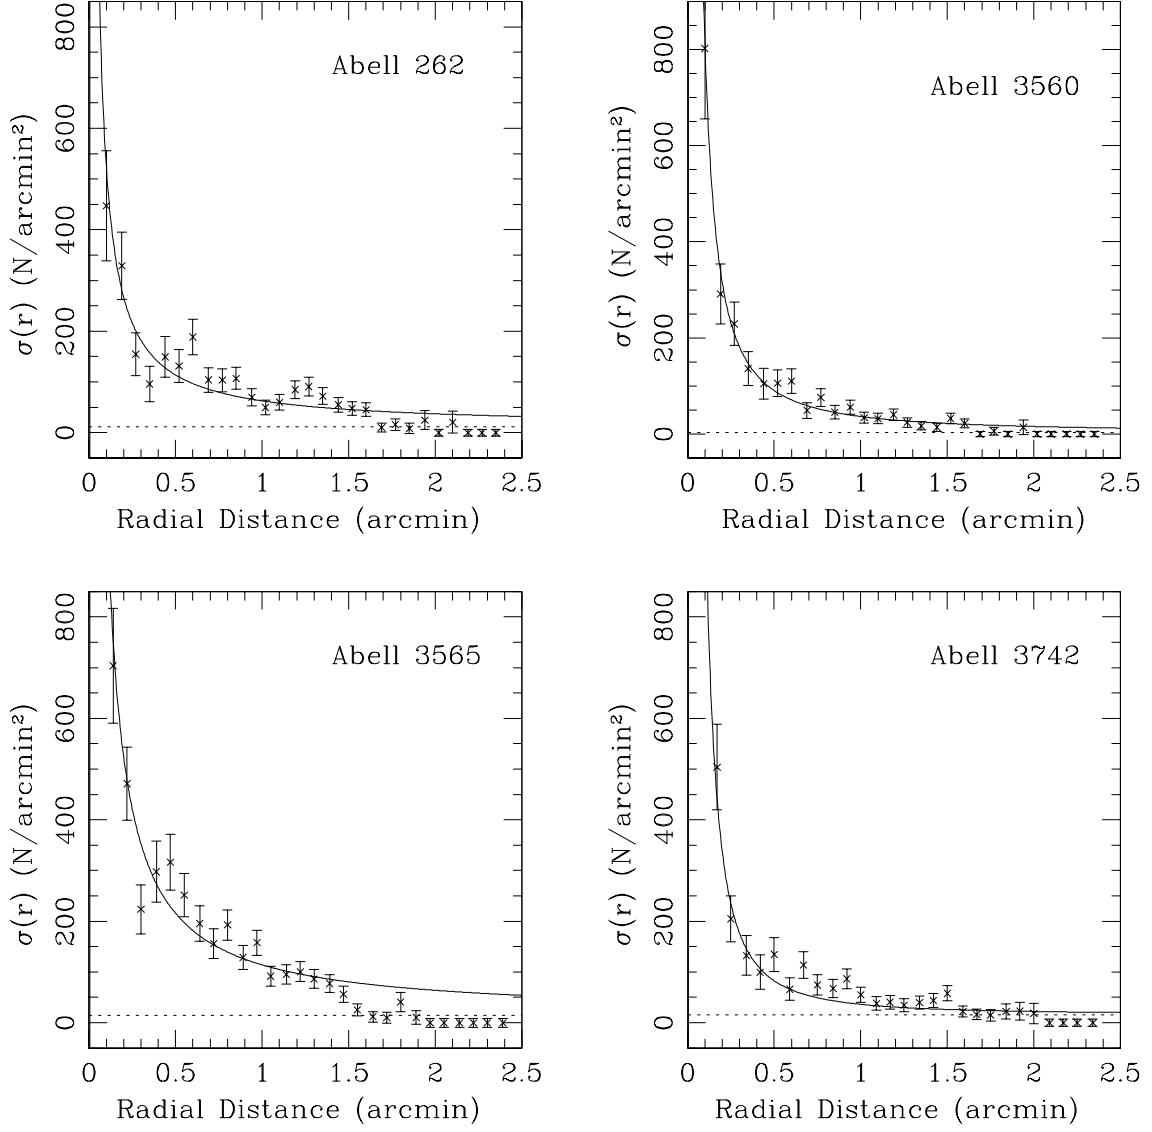 Abell 262
σ(r) (N/arcmin²)
0 200 400 600 800
0 0.5 1 1.5 2 2.5
Radial Distance (arcmin)
Abell 3560
σ(r) (N/arcmin²)
0 200 400 600 800
0 0.5 1 1.5 2 2.5
Radial Distance (arcmin)
Abell 3565
σ(r) (N/arcmin²)
0 200 400 600 800
0 0.5 1 1.5 2 2.5
Radial Distance (arcmin)
Abell 3742
σ(r) (N/arcmin²)
0 200 400 600 800
0 0.5 1 1.5 2 2.5
Radial Distance (arcmin)